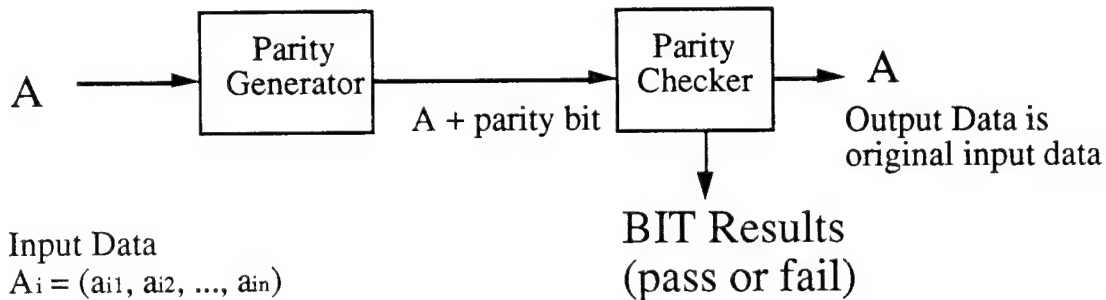 Parity
Generator
Parity
Checker
A
A
A + parity bit
Output Data is
original input data
BIT Results
(pass or fail)
Input Data
Ai = (ai1, ai2, ..., ain)